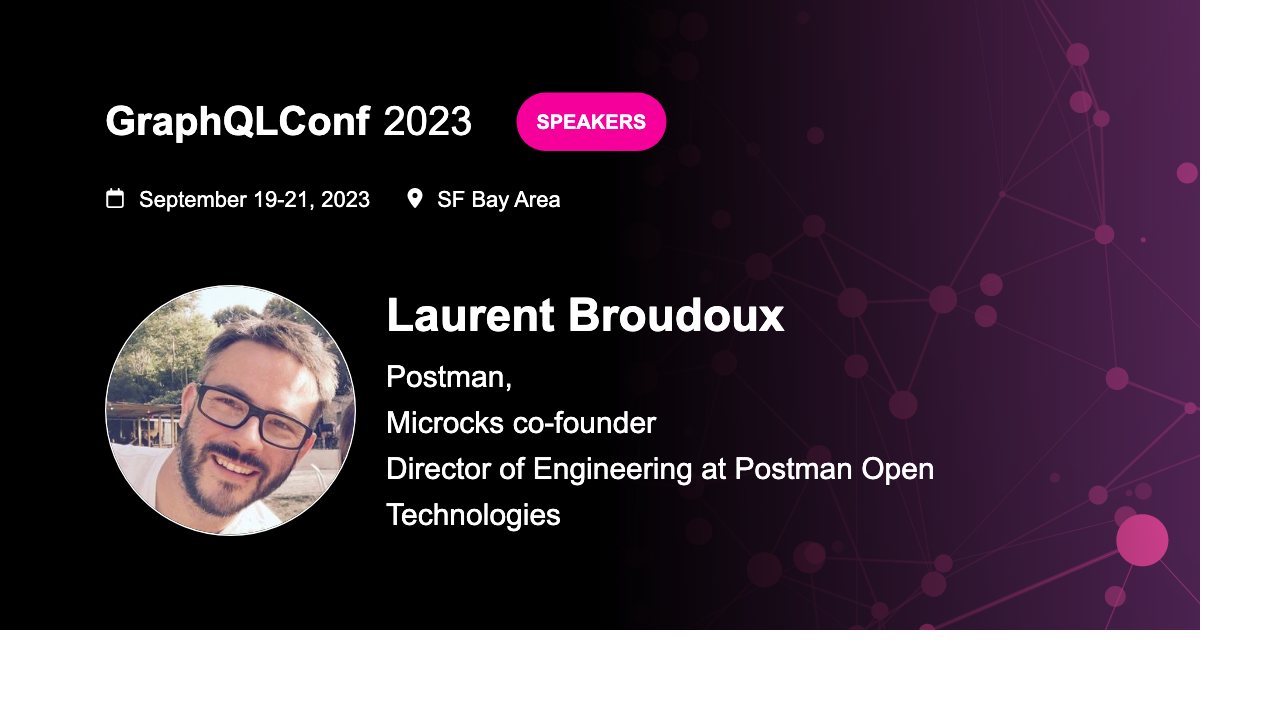 GraphQLConf 2023
SPEAKERS
September 19-21, 2023
SF Bay Area
Laurent Broudoux
Postman,
Microcks co-founder
Director of Engineering at Postman Open
Technologies